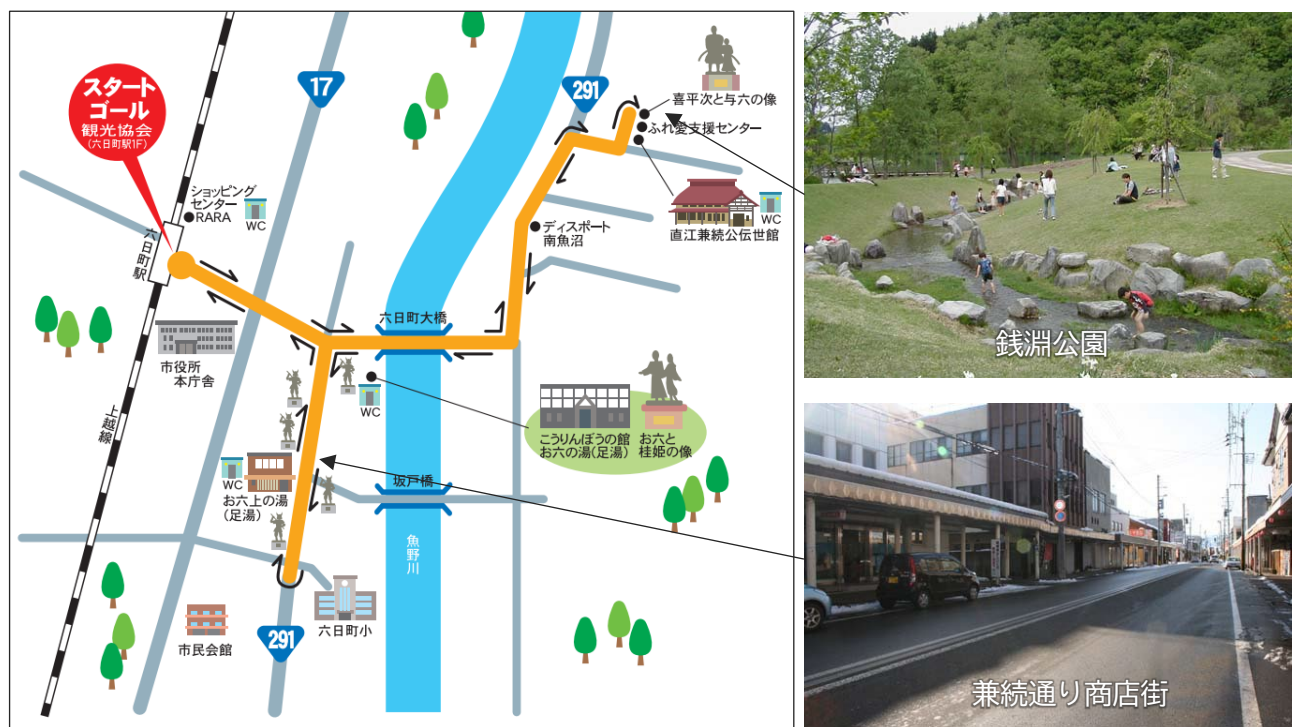 スタート
ゴール
観光協会
(六日町駅1F)
17
291
喜平次と与六の像
ふれ愛支援センター
ショッピング
センター
RARA
WC
WC
直江兼続公伝世館
六日町駅
ディスポート
南魚沼
六日町大橋
市役所
本庁舎
WC
こうりんぼうの館
お六の湯(足湯)
お六と
桂姫の像
上越線
WC
お六上の湯
(足湯)
坂戸橋
魚野川
六日町小
市民会館
291
銭淵公園
兼続通り商店街